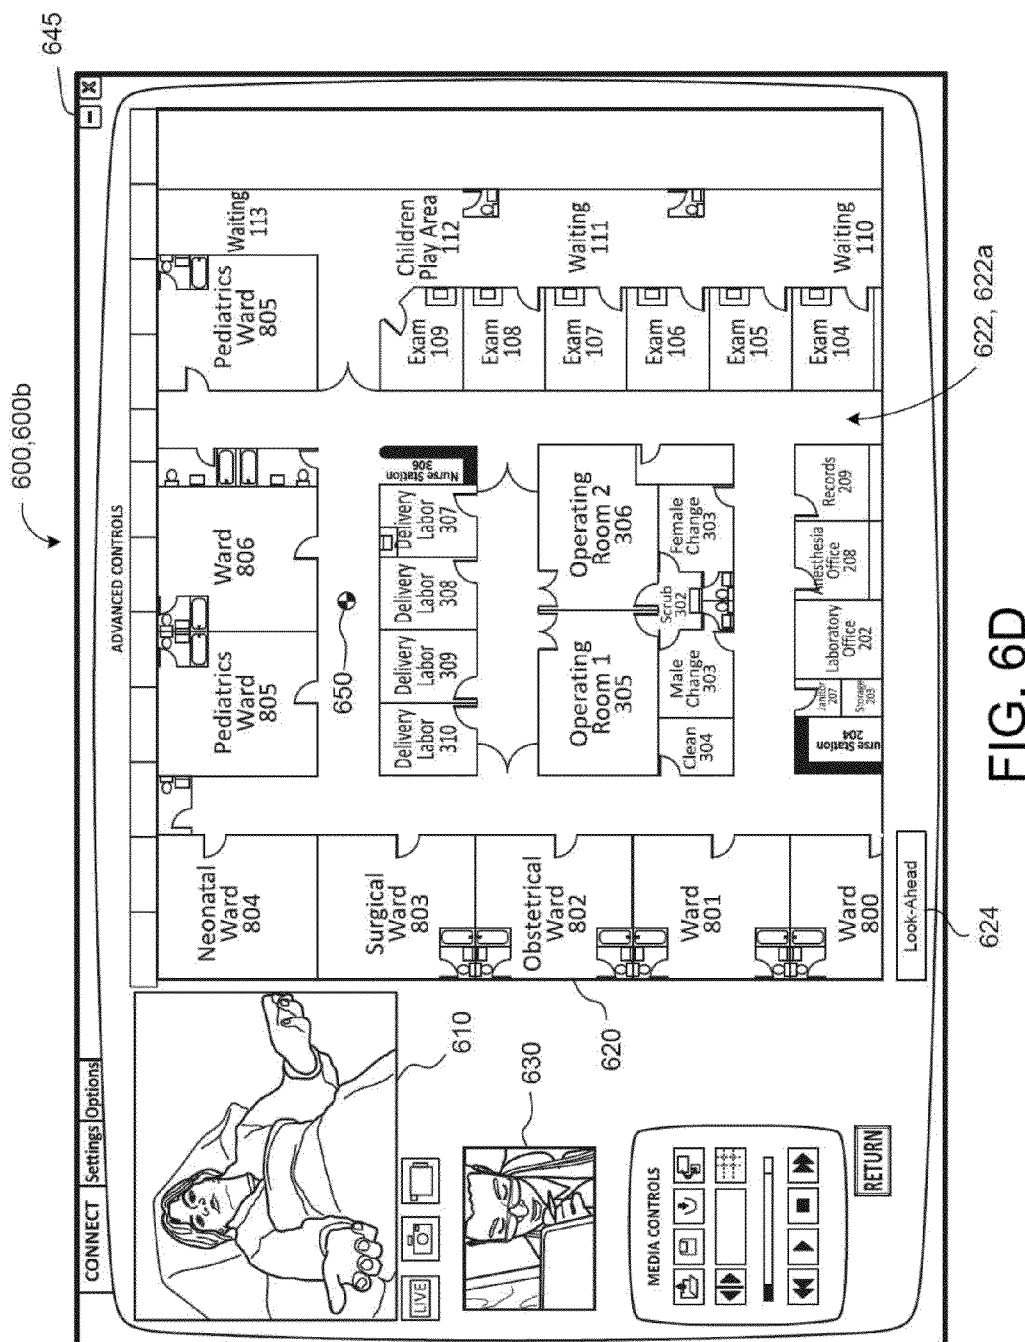 600,600b
645
CONNECT
Settings
Options
ADVANCED CONTROLS
610
LIVE
630
MEDIA CONTROLS
RETURN
Neonatal
Ward
804
Surgical
Ward
803
Obstetrical
Ward
802
Ward
801
Ward
800
Look-Ahead
624
620
Pediatrics
Ward
805
Ward
806
Pediatrics
Ward
805
Waiting
113
650
Delivery
Labor
310
Delivery
Labor
309
Delivery
Labor
308
Delivery
Labor
307
Nurse Station
306
Operating
Room 1
305
Operating
Room 2
306
Clean
304
Male
Change
303
Scrub
302
Female
Change
303
urse Station
204
Janitor
207
Storage
203
Laboratory
Office
202
Anesthesia
Office
208
Records
209
Exam
109
Exam
108
Exam
107
Exam
106
Exam
105
Exam
104
Children
Play Area
112
Waiting
111
Waiting
110
622, 622a
FIG. 6D